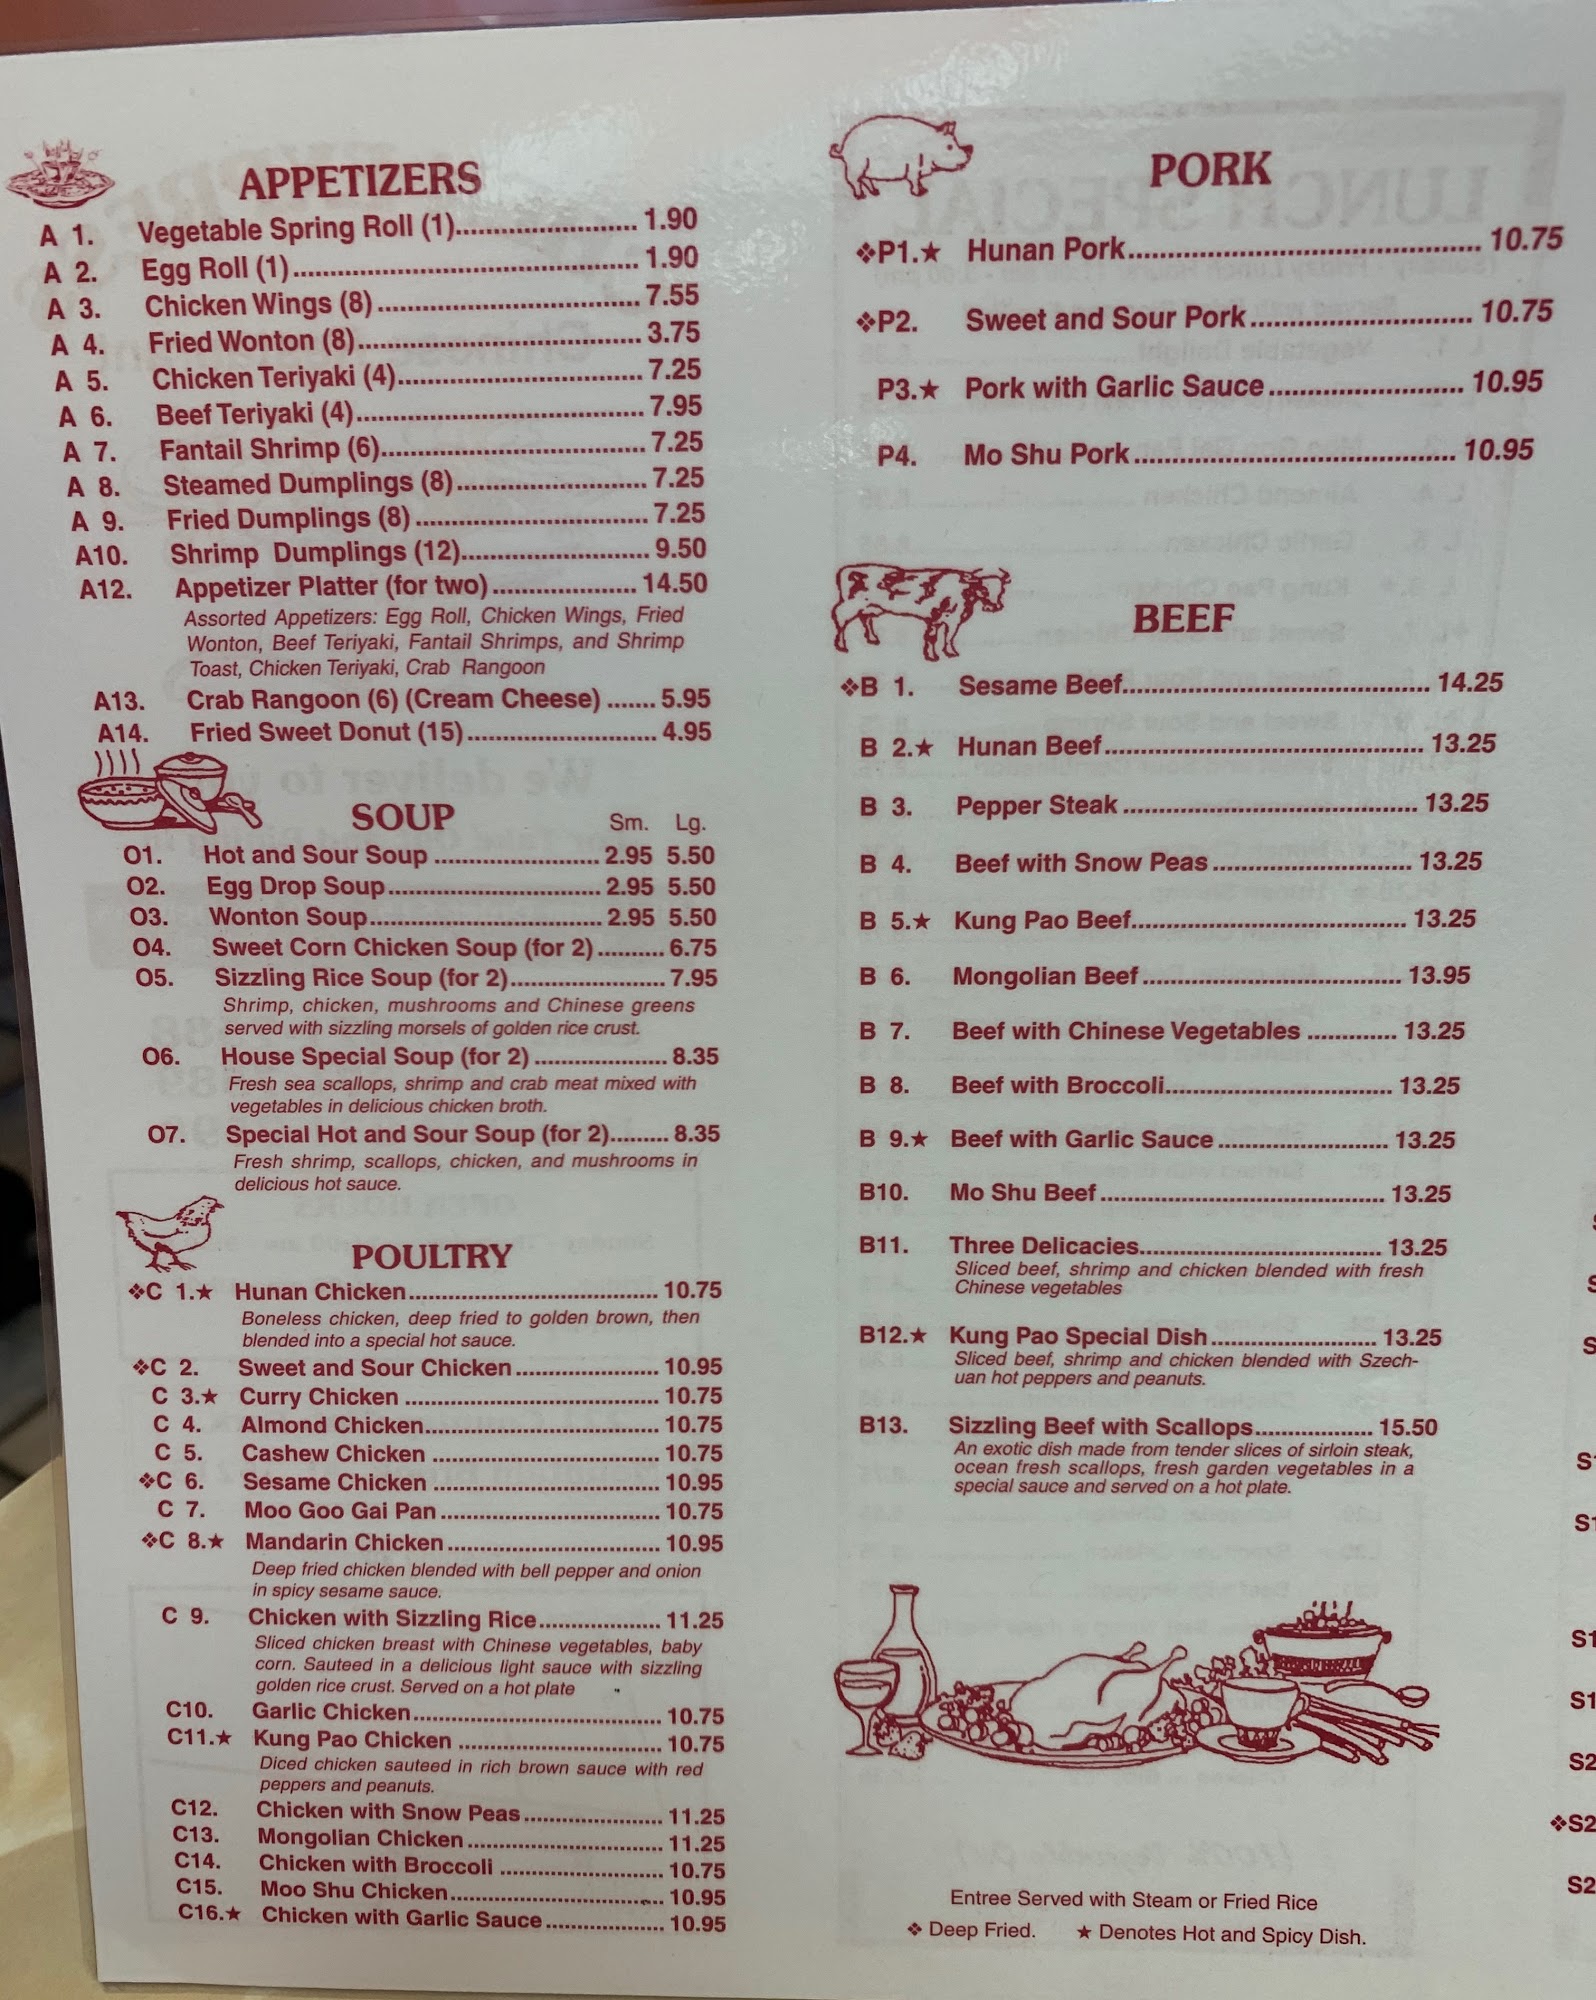 APPETIZERS
A 1. Vegetable Spring Roll (1)........................ 1.90
A 2. Egg Roll (1)................................................ 1.90
A 3. Chicken Wings (8) ................................... 7.55
A 4. Fried Wonton (8)...................................... 3.75
A 5. Chicken Teriyaki (4)................................. 7.25
A 6. Beef Teriyaki (4)....................................... 7.95
A 7. Fantail Shrimp (6)..................................... 7.25
A 8. Steamed Dumplings (8)........................... 7.25
A 9. Fried Dumplings (8) ................................. 7.25
A10. Shrimp Dumplings (12)........................... 9.50
A12. Appetizer Platter (for two) ..................... 14.50
Assorted Appetizers: Egg Roll, Chicken Wings, Fried
Wonton, Beef Teriyaki, Fantail Shrimps, and Shrimp
Toast, Chicken Teriyaki, Crab Rangoon
A13. Crab Rangoon (6) (Cream Cheese) ....... 5.95
A14. Fried Sweet Donut (15)............................ 4.95
SOUP Sm. Lg.
O1. Hot and Sour Soup ........................ 2.95 5.50
O2. Egg Drop Soup............................... 2.95 5.50
O3. Wonton Soup.................................. 2.95 5.50
O4. Sweet Corn Chicken Soup (for 2) .......... 6.75
O5. Sizzling Rice Soup (for 2)....................... 7.95
Shrimp, chicken, mushrooms and Chinese greens
served with sizzling morsels of golden rice crust.
O6. House Special Soup (for 2) .................... 8.35
Fresh sea scallops, shrimp and crab meat mixed with
vegetables in delicious chicken broth.
O7. Special Hot and Sour Soup (for 2)......... 8.35
Fresh shrimp, scallops, chicken, and mushrooms in
delicious hot sauce.
POULTRY
❖C 1.★ Hunan Chicken...................................... 10.75
Boneless chicken, deep fried to golden brown, then
blended into a special hot sauce.
❖C 2. Sweet and Sour Chicken ...................... 10.95
C 3.★ Curry Chicken ....................................... 10.75
C 4. Almond Chicken.................................... 10.75
C 5. Cashew Chicken ................................... 10.75
❖C 6. Sesame Chicken ................................... 10.95
C 7. Moo Goo Gai Pan .................................. 10.75
❖C 8.★ Mandarin Chicken ................................. 10.95
Deep fried chicken blended with bell pepper and onion
in spicy sesame sauce.
C 9. Chicken with Sizzling Rice................... 11.25
Sliced chicken breast with Chinese vegetables, baby
corn. Sauteed in a delicious light sauce with sizzling
golden rice crust. Served on a hot plate
C10. Garlic Chicken....................................... 10.75
C11.★ Kung Pao Chicken ................................ 10.75
Diced chicken sauteed in rich brown sauce with red
peppers and peanuts.
C12. Chicken with Snow Peas...................... 11.25
C13. Mongolian Chicken ............................... 11.25
C14. Chicken with Broccoli .......................... 10.75
C15. Moo Shu Chicken.................................. 10.95
C16.★ Chicken with Garlic Sauce ................... 10.95
PORK
❖P1.★ Hunan Pork................................................ 10.75
❖P2. Sweet and Sour Pork .............................. 10.75
P3.★ Pork with Garlic Sauce .......................... 10.95
P4. Mo Shu Pork ............................................ 10.95
BEEF
❖B 1. Sesame Beef.......................................... 14.25
B 2.★ Hunan Beef............................................ 13.25
B 3. Pepper Steak ......................................... 13.25
B 4. Beef with Snow Peas ............................ 13.25
B 5.★ Kung Pao Beef...................................... 13.25
B 6. Mongolian Beef .................................... 13.95
B 7. Beef with Chinese Vegetables ............. 13.25
B 8. Beef with Broccoli................................ 13.25
B 9.★ Beef with Garlic Sauce ........................ 13.25
B10. Mo Shu Beef ......................................... 13.25
B11. Three Delicacies................................... 13.25
Sliced beef, shrimp and chicken blended with fresh
Chinese vegetables
B12.★ Kung Pao Special Dish ........................ 13.25
Sliced beef, shrimp and chicken blended with Szech-
uan hot peppers and peanuts.
B13. Sizzling Beef with Scallops.................. 15.50
An exotic dish made from tender slices of sirloin steak,
ocean fresh scallops, fresh garden vegetables in a
special sauce and served on a hot plate.
Entree Served with Steam or Fried Rice
❖ Deep Fried. ★ Denotes Hot and Spicy Dish.